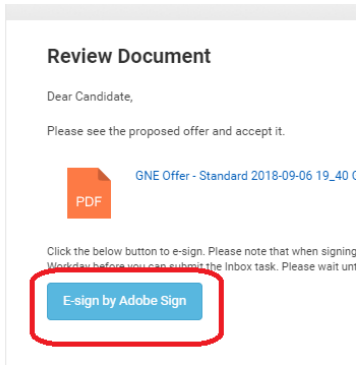 Review Document
Dear Candidate,
Please see the proposed offer and accept it.
GNE Offer - Standard 2018-09-06 19_40
PDF
Click the below button to e-sign. Please note that when signing
Workday before you can submit the Inbox task. Please wait unt
E-sign by Adobe Sign